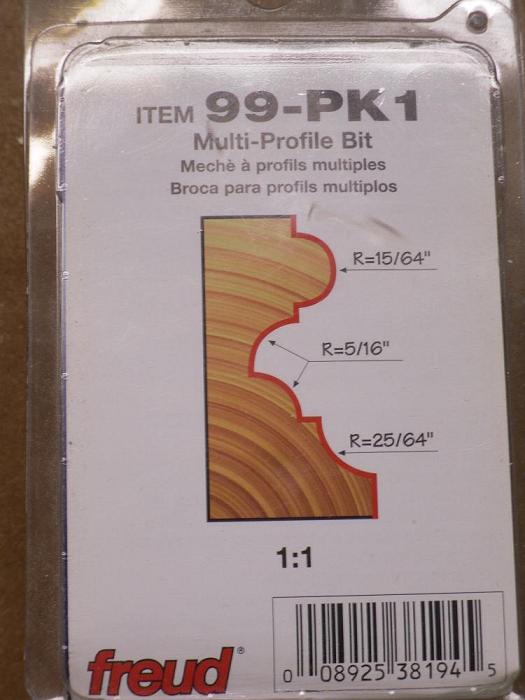 ITEM 99-PK1
Multi-Profile Bit
Mechè à profils multiples
Broca para profils multiplos
R=15/64"
R=5/16"
R=25/64"
1:1
freud®
0 08925 38194 5